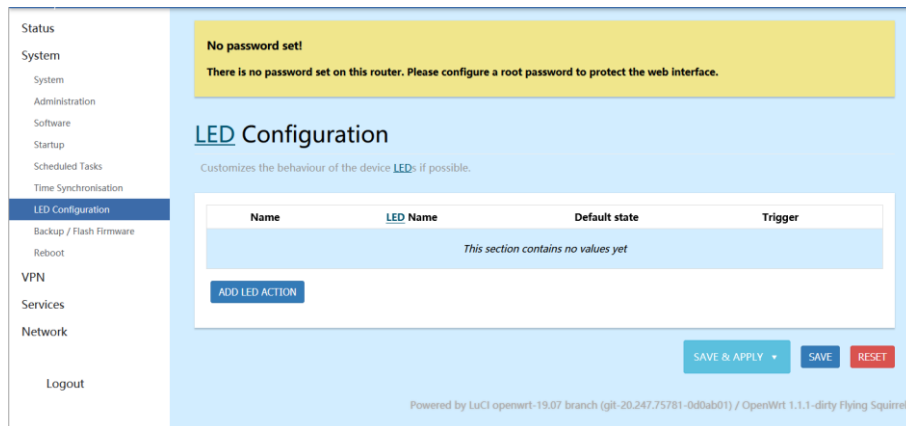 Status
System
System
Administration
Software
Startup
Scheduled Tasks
Time Synchronisation
LED Configuration
Backup / Flash Firmware
Reboot
VPN
Services
Network
Logout
No password set!
There is no password set on this router. Please configure a root password to protect the web interface.
LED Configuration
Customizes the behaviour of the device LEDs if possible.
Name LED Name Default state Trigger
This section contains no values yet
ADD LED ACTION
SAVE & APPLY SAVE RESET
Powered by LuCI openwrt-19.07 branch (git-20.247.75781-0d0ab01) / OpenWrt 1.1.1-dirty Flying Squirrel